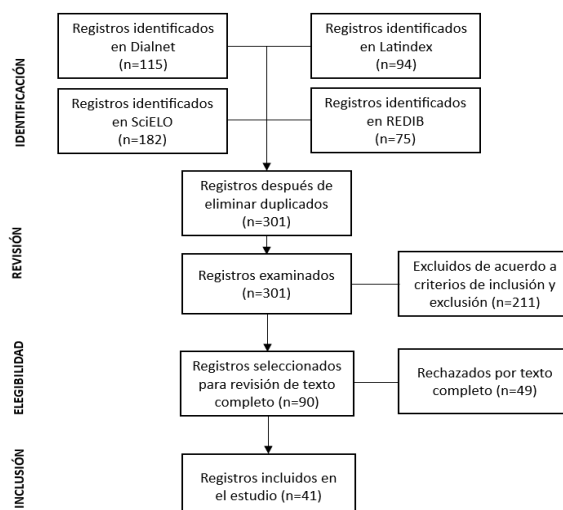 Registros identificados
en Dialnet
(n=115)
Registros identificados
en Latindex
(n=94)
Registros identificados
en SciELO
(n=182)
Registros identificados
en REDIB
(n=75)
IDENTIFICACIÓN
Registros después de
eliminar duplicados
(n=301)
REVISIÓN
Registros examinados
(n=301)
Excluidos de acuerdo a
criterios de inclusión y
exclusión (n=211)
ELEGIBILIDAD
Registros seleccionados
para revisión de texto
completo (n=90)
Rechazados por texto
completo (n=49)
INCLUSIÓN
Registros incluidos en
el estudio (n=41)